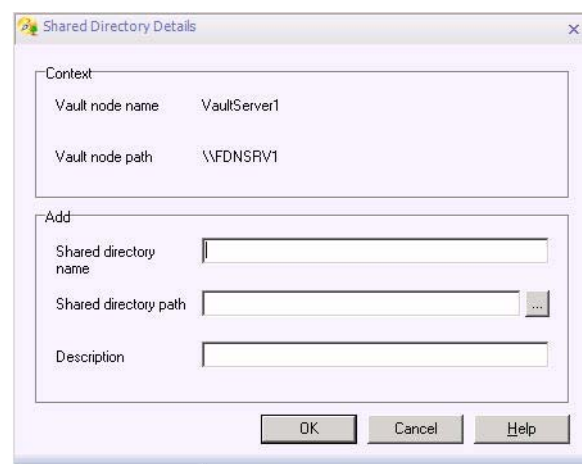 Shared Directory Details
Context
Vault node name VaultServer1
Vault node path \\FDNSRV1
Add
Shared directory
name
Shared directory path ...
Description
OK Cancel Help